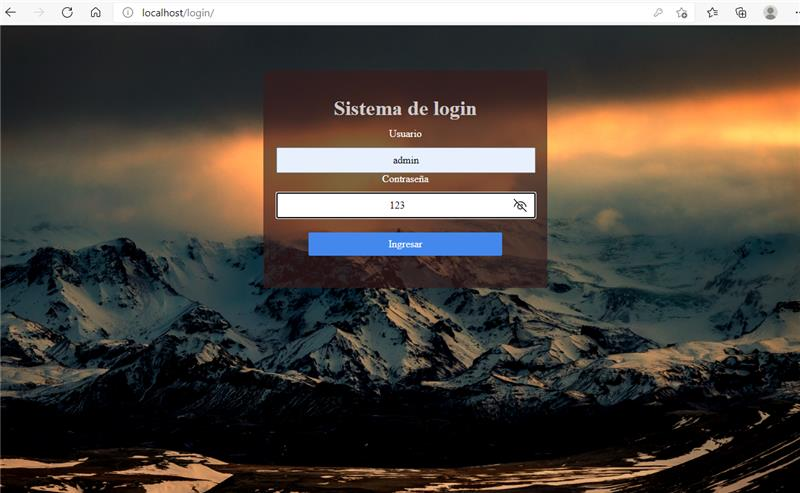 localhost/login/
Sistema de login
Usuario
admin
Contraseña
123
Ingresar